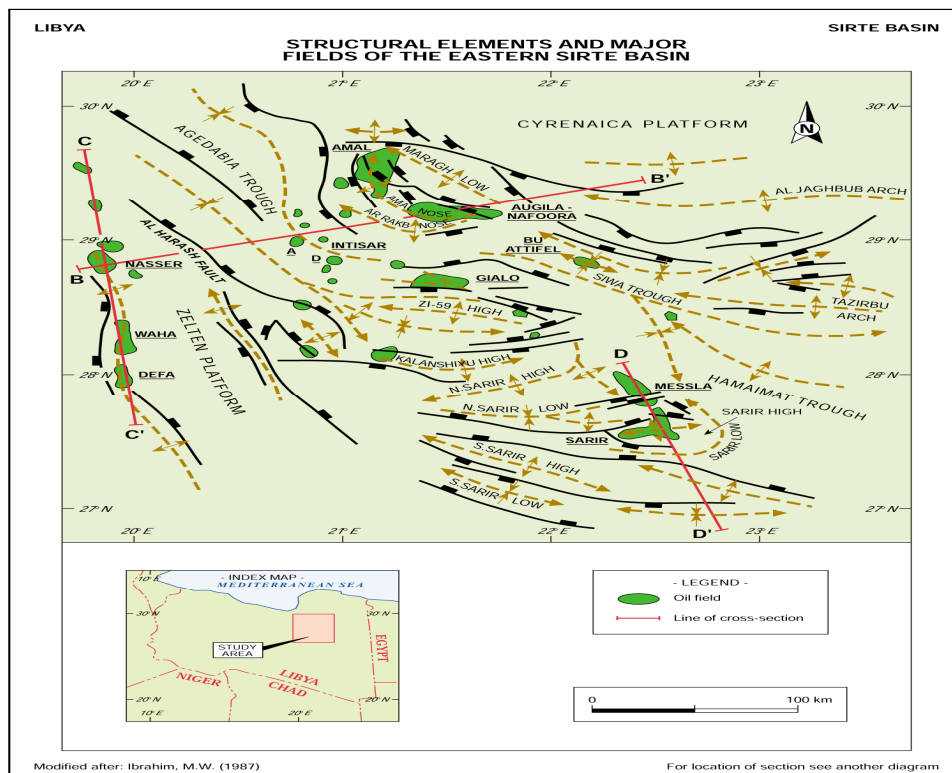 LIBYA
SIRTE BASIN
STRUCTURAL ELEMENTS AND MAJOR
FIELDS OF THE EASTERN SIRTE BASIN
20° E
21° E
22° E
23° E
30° N
30° N
C
N
CYRENAICA PLATFORM
AGEDABIA TROUGH
AMAL
MARAGH LOW
B'
AL JAGHBUB ARCH
AMAL
NOSE
AUGILA -
NAFOORA
AR RAKB NOSE
29° N
29° N
AL HARASH FAULT
INTISAR
A
D
BU
ATTIFEL
NASSER
B
GIALO
SIWA TROUGH
ZI-59 HIGH
TAZIRBU
ARCH
WAHA
ZELTEN PLATFORM
KALANSHIYU HIGH
D
28° N
28° N
DEFA
N.SARIR HIGH
MESSLA
HAMAIMAT TROUGH
N.SARIR LOW
SARIR HIGH
C'
SARIR
SARIR LOW
S.SARIR HIGH
S.SARIR LOW
27° N
27° N
20° E
21° E
22° E
23° E
D'
10° E
20° E
- INDEX MAP -
MEDITERRANEAN SEA
30° N
30° N
STUDY
AREA
EGYPT
LIBYA
NIGER
CHAD
20° N
20° N
10° E
20° E
- LEGEND -
Oil field
Line of cross-section
0
100 km
Modified after: Ibrahim, M.W. (1987)
For location of section see another diagram